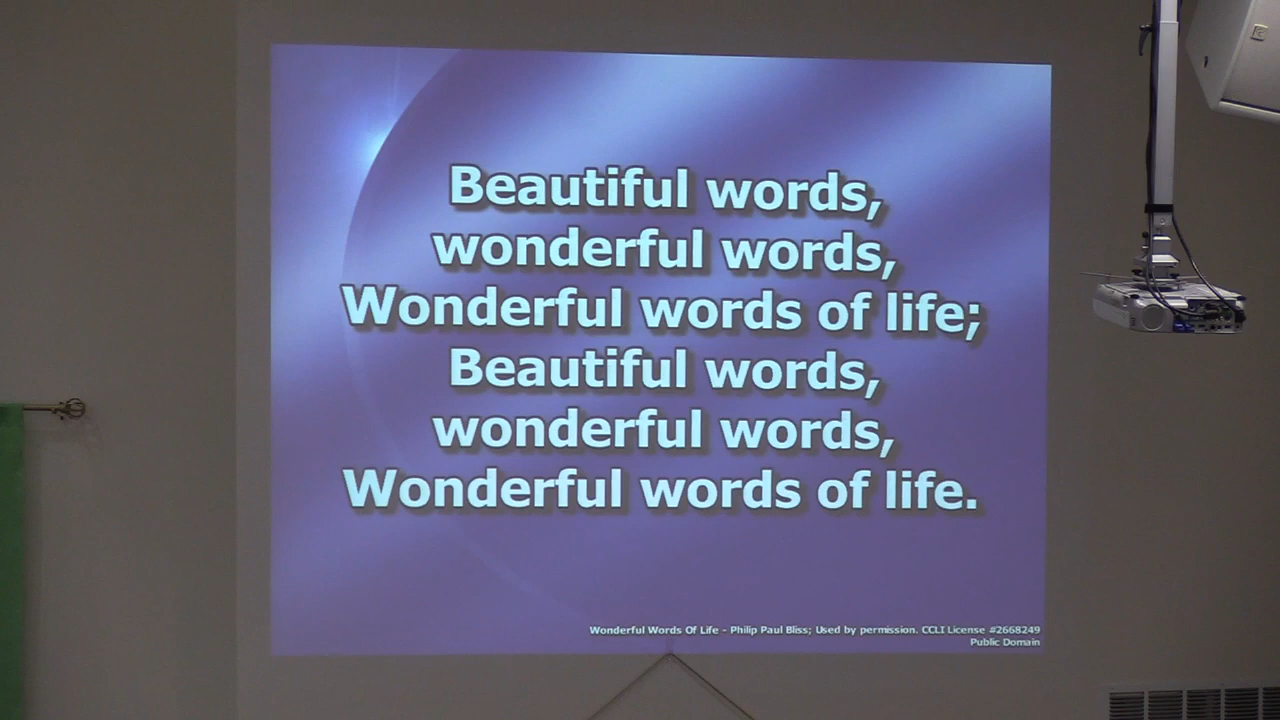 Beautiful words,
wonderful words,
Wonderful words of life;
Beautiful words,
wonderful words,
Wonderful words of life.
Wonderful Words Of Life - Philip Paul Bliss; Used by permission. CCLI License #2668249
Public Domain